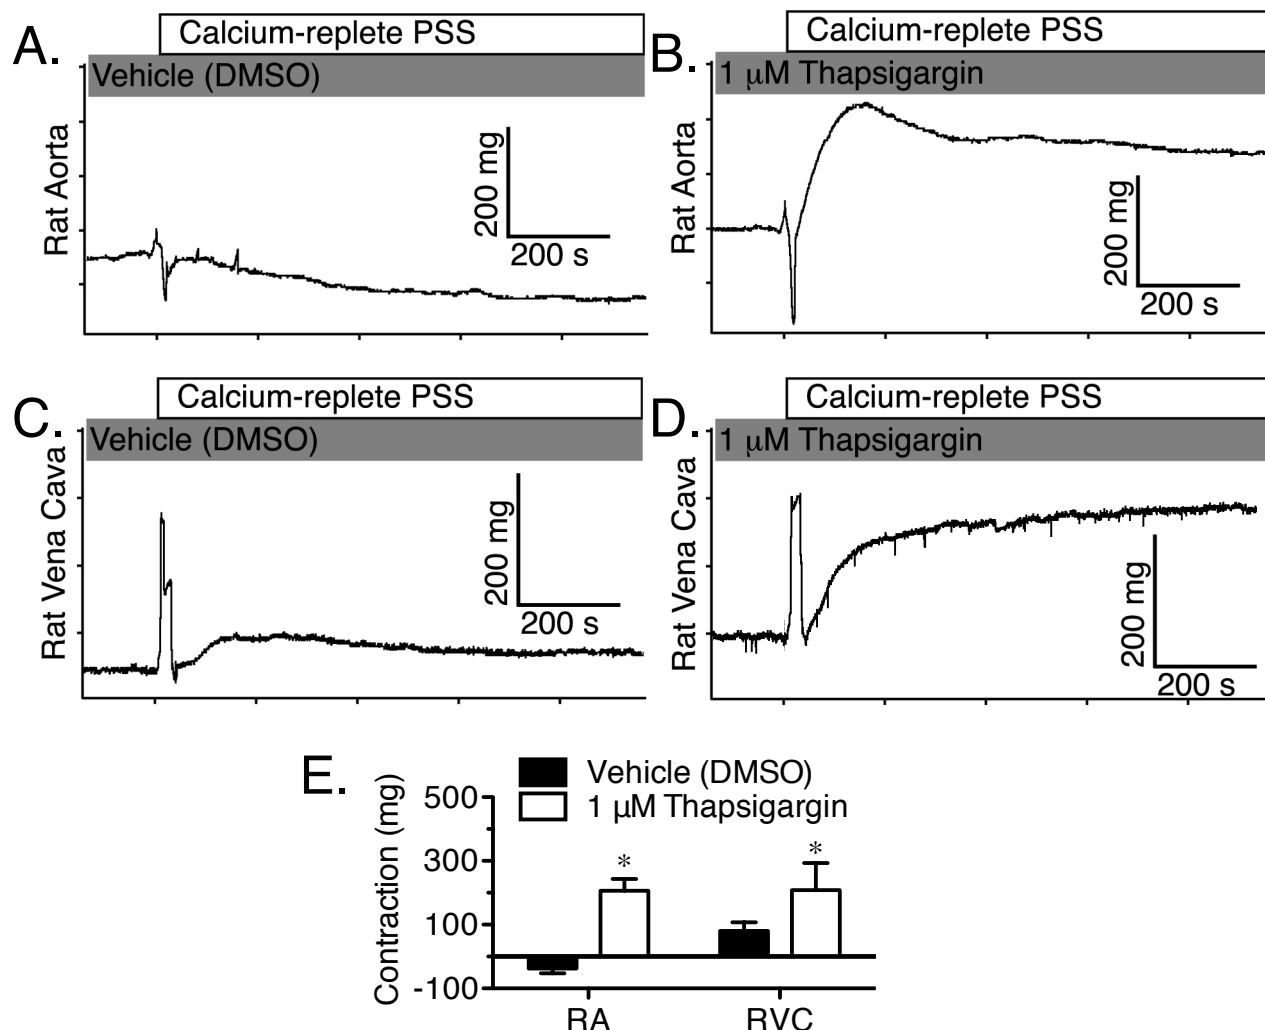 A.
Calcium-replete PSS
Vehicle (DMSO)
Rat Aorta
200 mg
200 s
B.
Calcium-replete PSS
1 μM Thapsigargin
Rat Aorta
200 mg
200 s
C.
Calcium-replete PSS
Vehicle (DMSO)
Rat Vena Cava
200 mg
200 s
D.
Calcium-replete PSS
1 μM Thapsigargin
Rat Vena Cava
200 mg
200 s
E.
Vehicle (DMSO)
1 μM Thapsigargin
Contraction (mg)
500
300
100
-100
*
*
RA
RVC